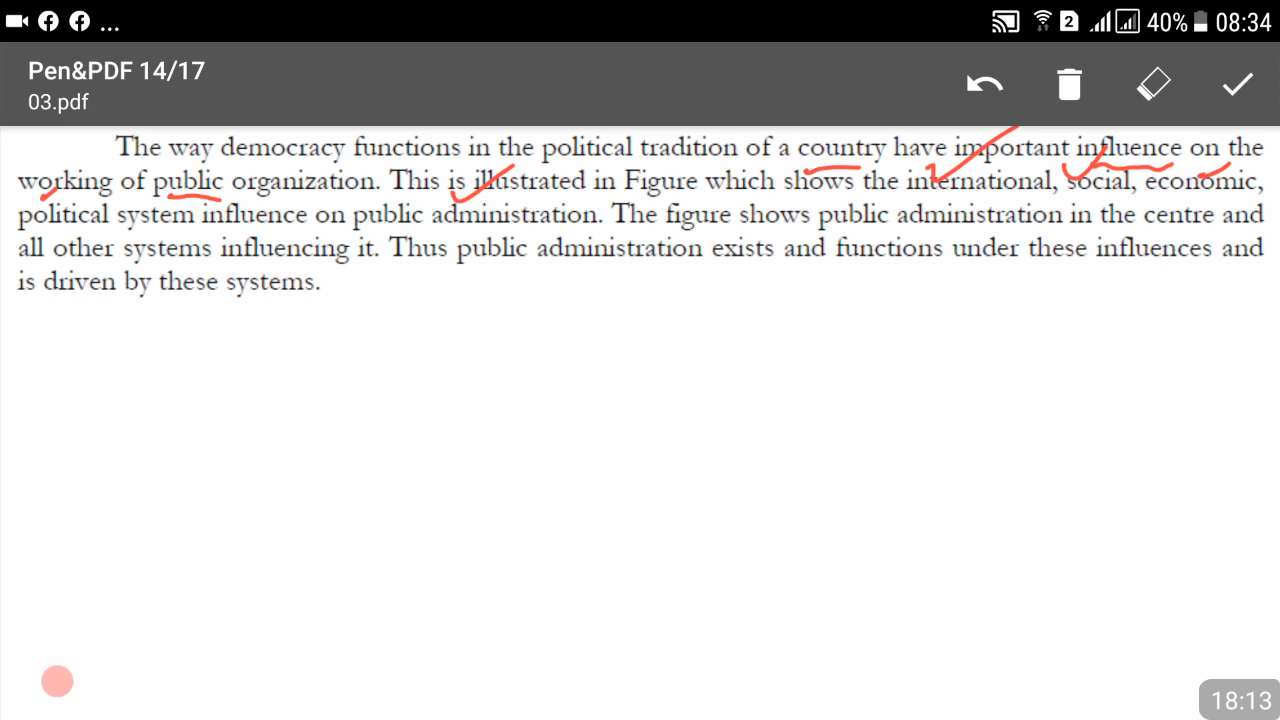 ... 2 40% 08:34
Pen&PDF 14/17
03.pdf
The way democracy functions in the political tradition of a country have important influence on the
working of public organization. This is illustrated in Figure which shows the international, social, economic,
political system influence on public administration. The figure shows public administration in the centre and
all other systems influencing it. Thus public administration exists and functions under these influences and
is driven by these systems.
18:13